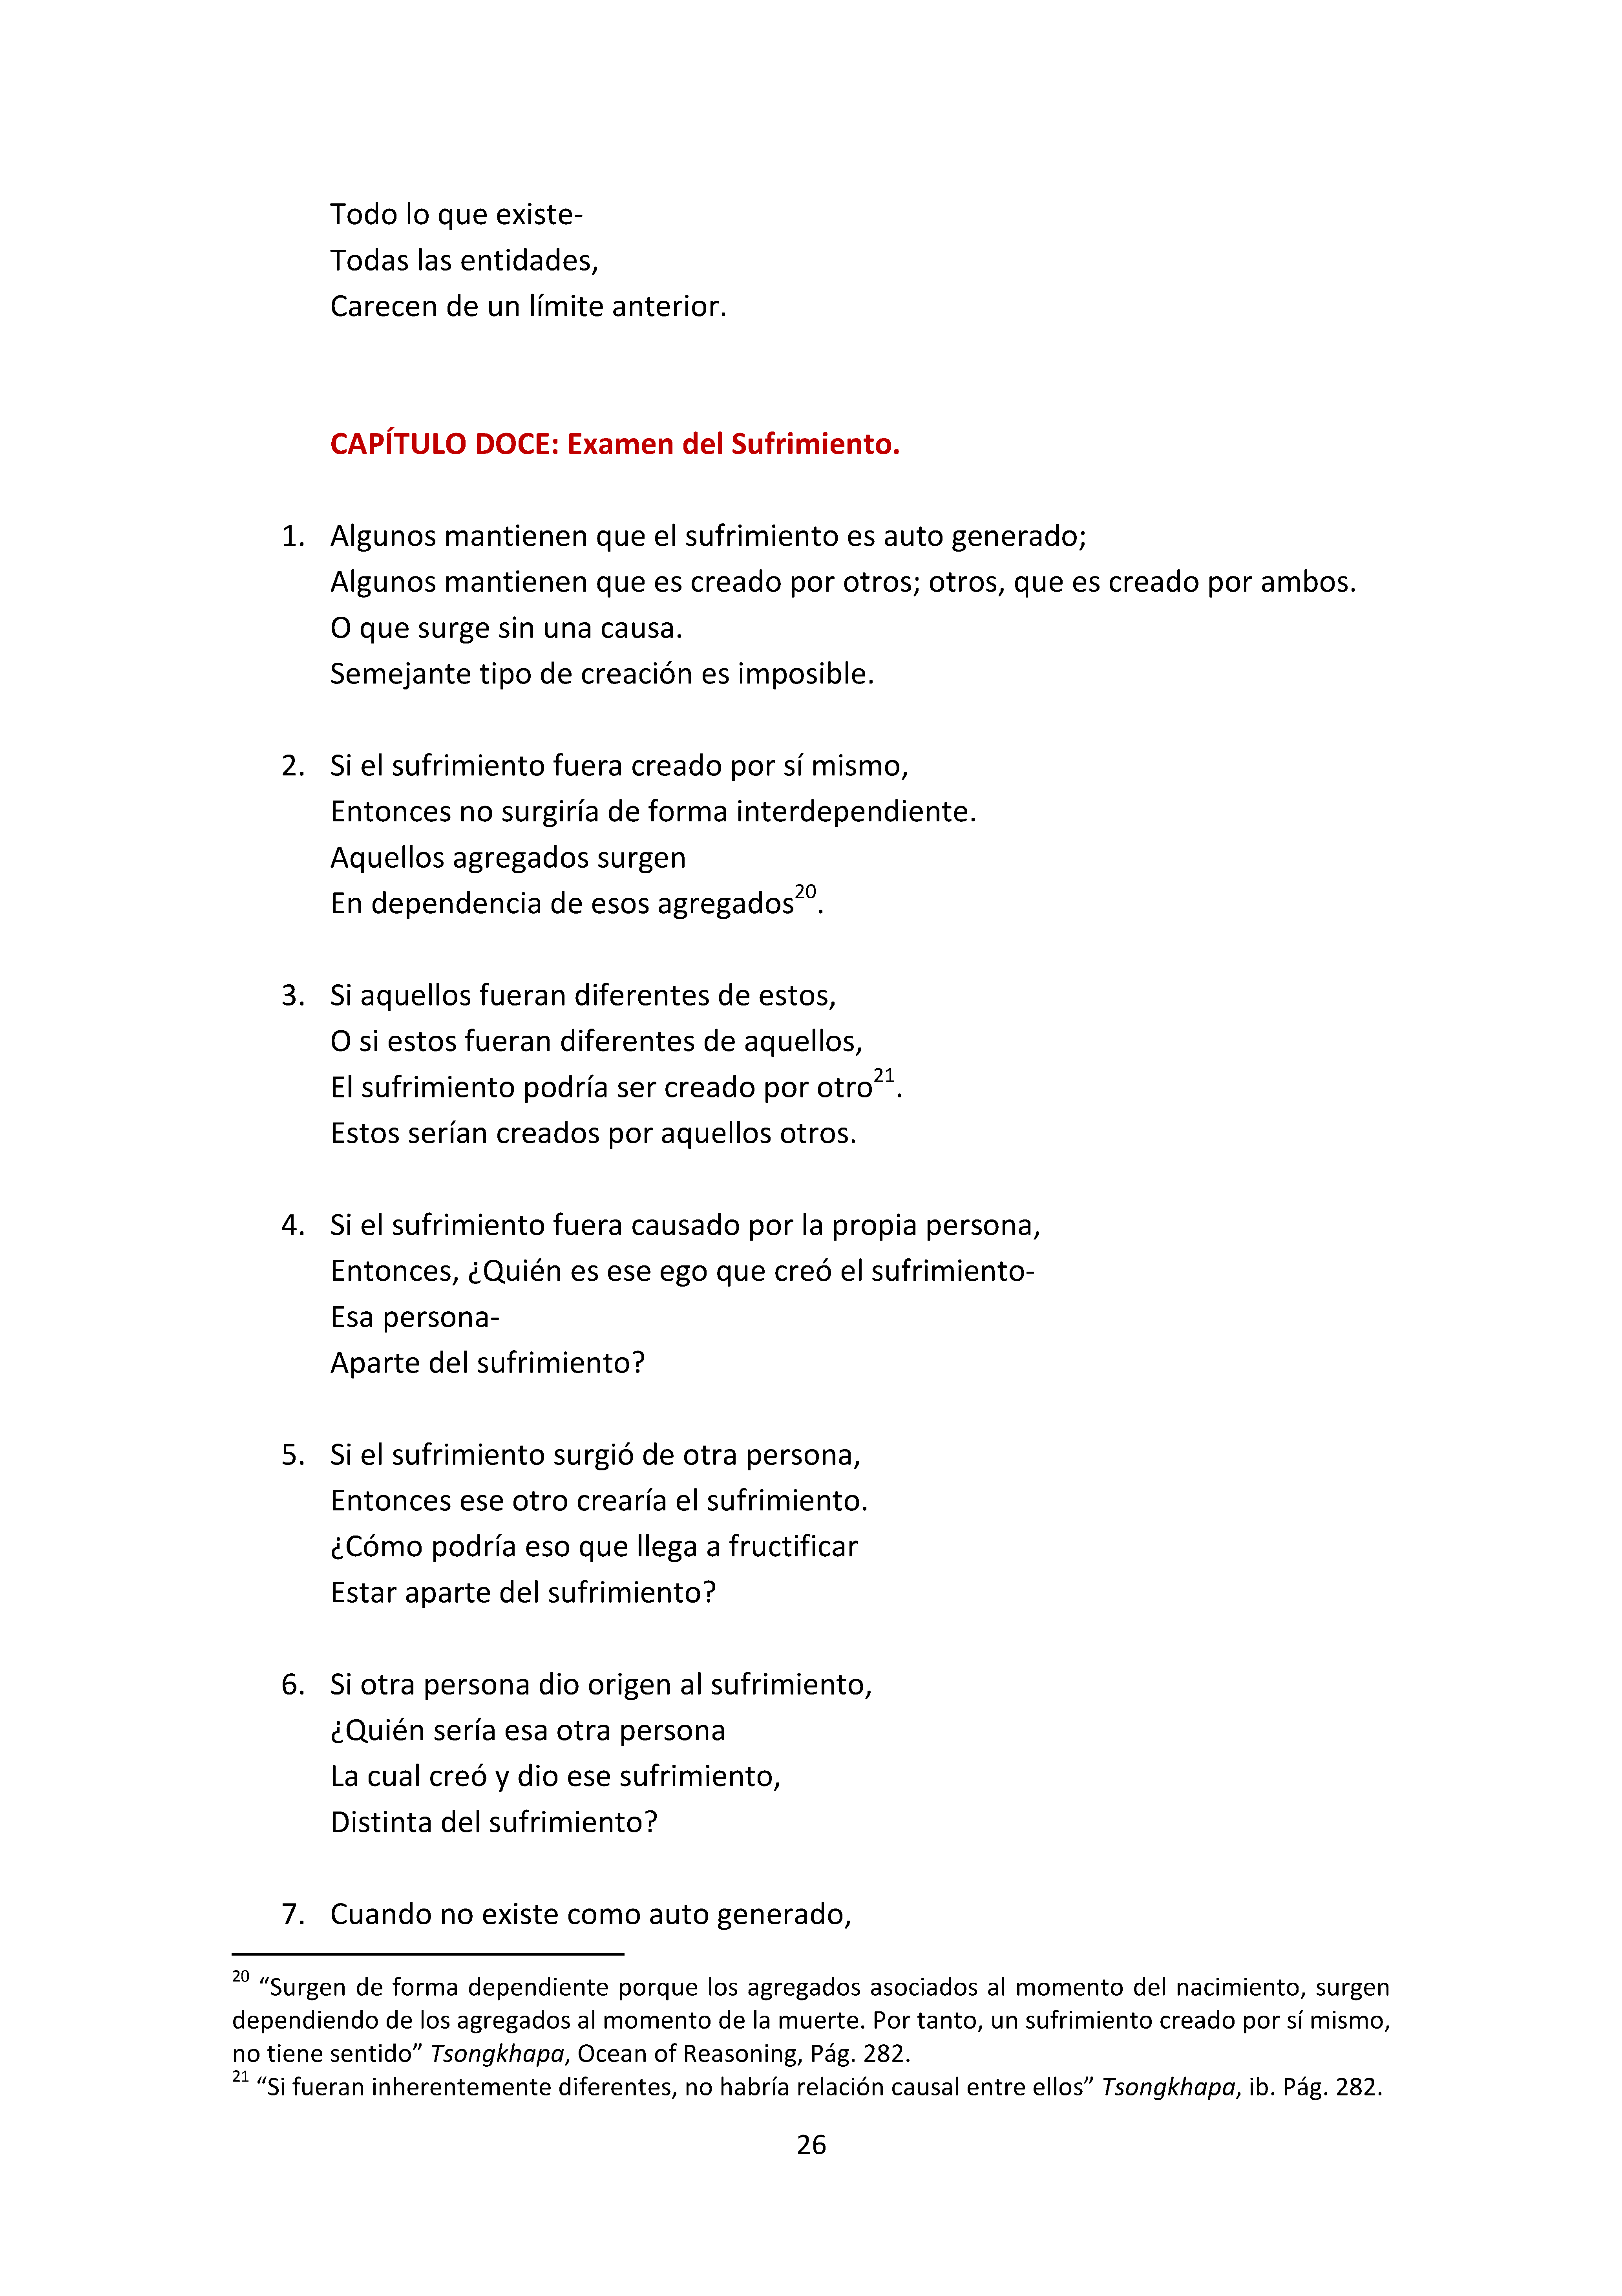 Todo lo que existe-
Todas las entidades,
Carecen de un límite anterior.
CAPÍTULO DOCE: Examen del Sufrimiento.
1. Algunos mantienen que el sufrimiento es auto generado;
Algunos mantienen que es creado por otros; otros, que es creado por ambos.
O que surge sin una causa.
Semejante tipo de creación es imposible.
2. Si el sufrimiento fuera creado por sí mismo,
Entonces no surgiría de forma interdependiente.
Aquellos agregados surgen
En dependencia de esos agregados20.
3. Si aquellos fueran diferentes de estos,
O si estos fueran diferentes de aquellos,
El sufrimiento podría ser creado por otro21.
Estos serían creados por aquellos otros.
4. Si el sufrimiento fuera causado por la propia persona,
Entonces, ¿Quién es ese ego que creó el sufrimiento-
Esa persona-
Aparte del sufrimiento?
5. Si el sufrimiento surgió de otra persona,
Entonces ese otro crearía el sufrimiento.
¿Cómo podría eso que llega a fructificar
Estar aparte del sufrimiento?
6. Si otra persona dio origen al sufrimiento,
¿Quién sería esa otra persona
La cual creó y dio ese sufrimiento,
Distinta del sufrimiento?
7. Cuando no existe como auto generado,
20 “Surgen de forma dependiente porque los agregados asociados al momento del nacimiento, surgen
dependiendo de los agregados al momento de la muerte. Por tanto, un sufrimiento creado por sí mismo,
no tiene sentido” Tsongkhapa, Ocean of Reasoning, Pág. 282.
21 “Si fueran inherentemente diferentes, no habría relación causal entre ellos” Tsongkhapa, ib. Pág. 282.
26